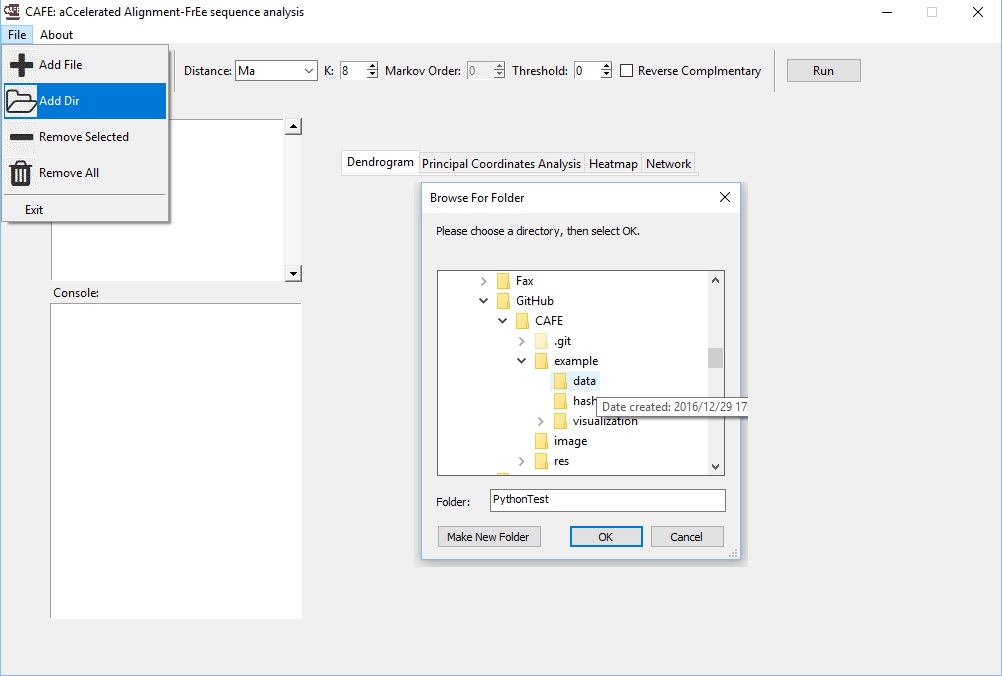 CAFE: aCcelerated Alignment-FrEe sequence analysis
File About
Add File
Add Dir
Remove Selected
Remove All
Exit
Distance: Ma K: 8 Markov Order: 0 Threshold: 0 Reverse Complmentary Run
Console:
Dendrogram Principal Coordinates Analysis Heatmap Network
Browse For Folder
Please choose a directory, then select OK.
Fax
GitHub
CAFE
.git
example
data
hash
Date created: 2016/12/29 17:
visualization
image
res
Folder: PythonTest
Make New Folder OK Cancel